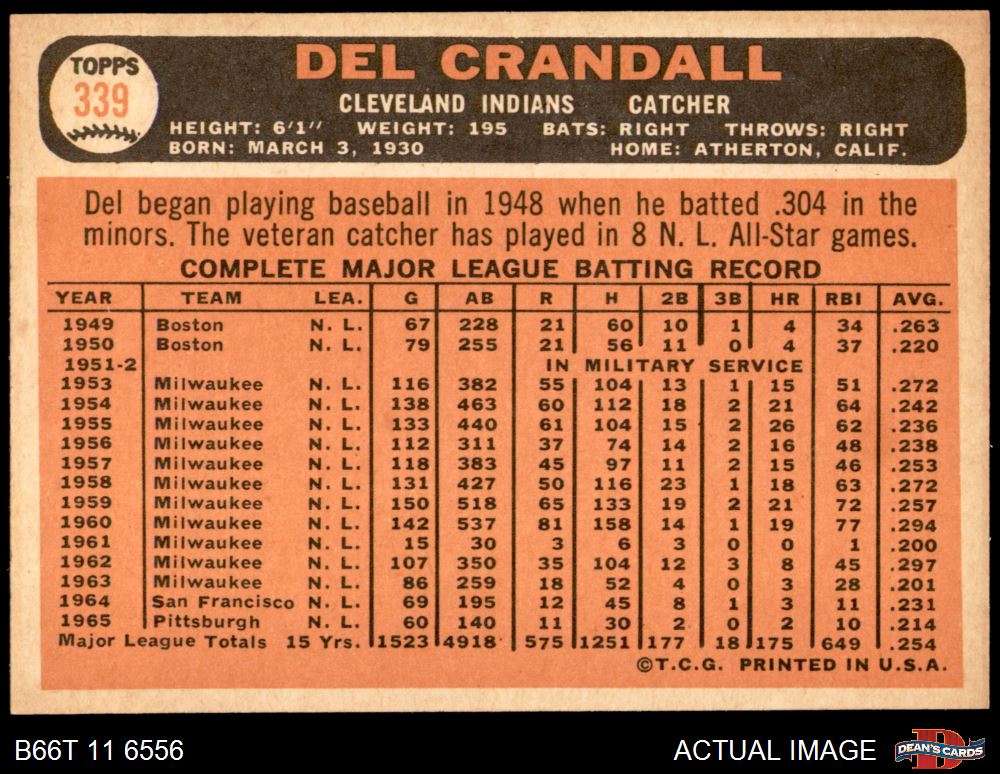 TOPPS
339
DEL CRANDALL
CLEVELAND INDIANS CATCHER
HEIGHT: 6'1" WEIGHT: 195 BATS: RIGHT THROWS: RIGHT
BORN: MARCH 3, 1930 HOME: ATHERTON, CALIF.
Del began playing baseball in 1948 when he batted .304 in the
minors. The veteran catcher has played in 8 N. L. All-Star games.
COMPLETE MAJOR LEAGUE BATTING RECORD
YEAR TEAM LEA. G AB R H 2B 3B HR RBI AVG.
1949 Boston N. L. 67 228 21 60 10 1 4 34 .263
1950 Boston N. L. 79 255 21 56 11 0 4 37 .220
1951-2 IN MILITARY SERVICE
1953 Milwaukee N. L. 116 382 55 104 13 1 15 51 .272
1954 Milwaukee N. L. 138 463 60 112 18 2 21 64 .242
1955 Milwaukee N. L. 133 440 61 104 15 2 26 62 .236
1956 Milwaukee N. L. 112 311 37 74 14 2 16 48 .238
1957 Milwaukee N. L. 118 383 45 97 11 2 15 46 .253
1958 Milwaukee N. L. 131 427 50 116 23 1 18 63 .272
1959 Milwaukee N. L. 150 518 65 133 19 2 21 72 .257
1960 Milwaukee N. L. 142 537 81 158 14 1 19 77 .294
1961 Milwaukee N. L. 15 30 3 6 3 0 0 1 .200
1962 Milwaukee N. L. 107 350 35 104 12 3 8 45 .297
1963 Milwaukee N. L. 86 259 18 52 4 0 3 28 .201
1964 San Francisco N. L. 69 195 12 45 8 1 3 11 .231
1965 Pittsburgh N. L. 60 140 11 30 2 0 2 10 .214
Major League Totals 15 Yrs. 1523 4918 575 1251 177 18 175 649 .254
©T.C.G. PRINTED IN U.S.A.
B66T 11 6556 ACTUAL IMAGE DEAN'S CARDS